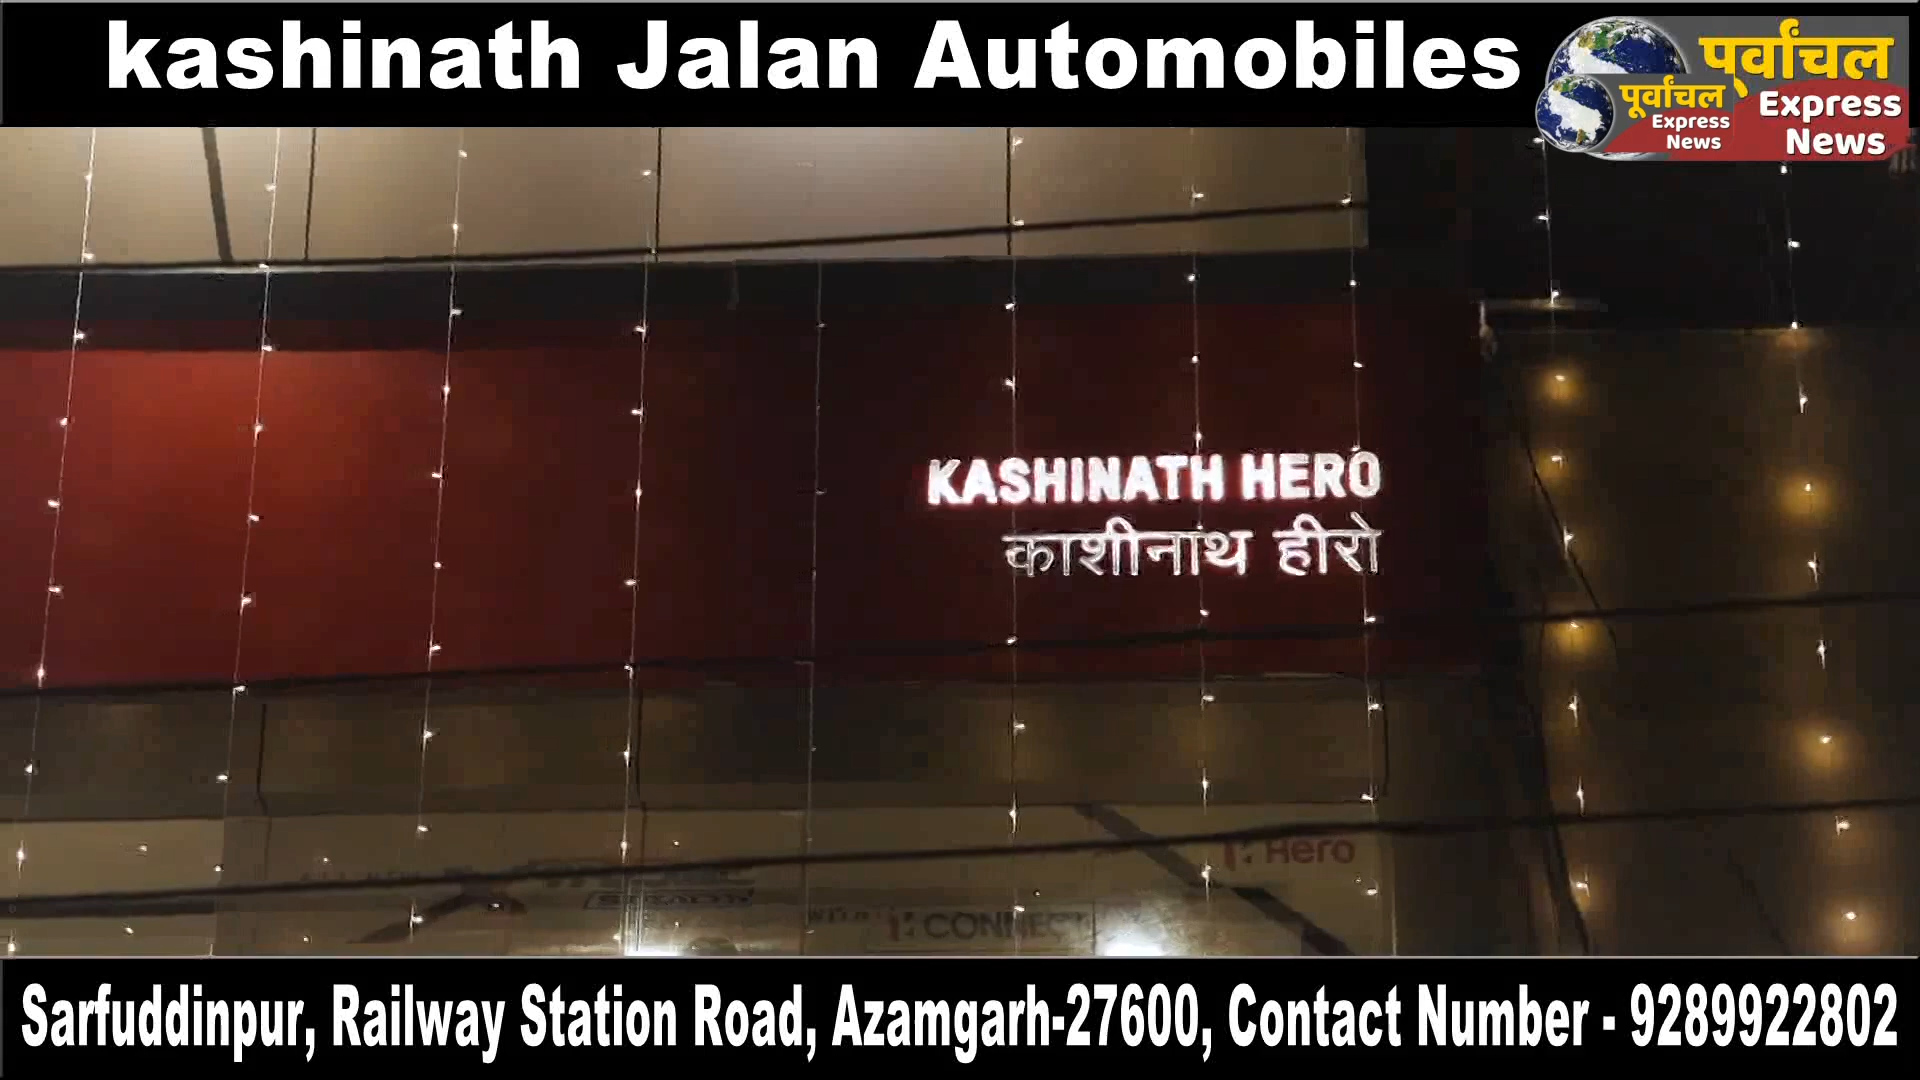 kashinath Jalan Automobiles
पूर्वांचल
Express
News
पूर्वांचल
Express
News
KASHINATH HERO
काशीनाथ हीरो
Hero
CONNECT
Sarfuddinpur, Railway Station Road, Azamgarh-27600, Contact Number - 9289922802